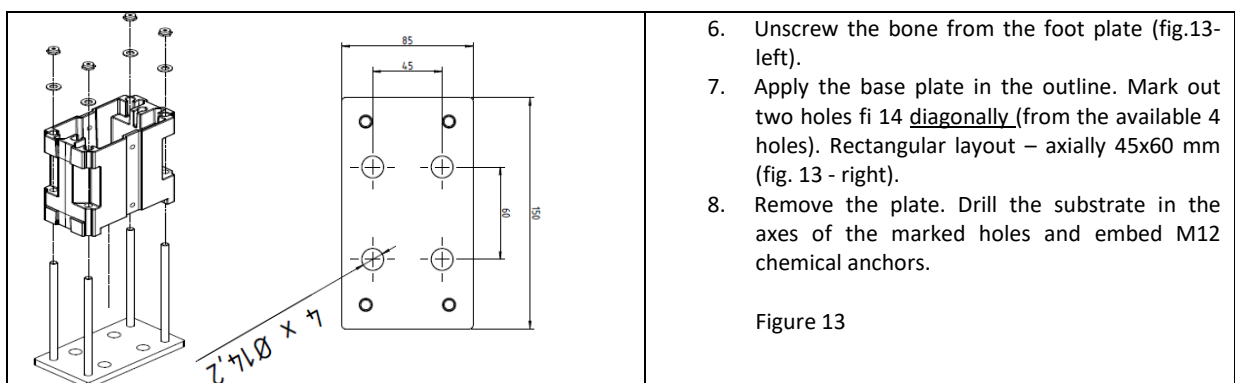 85
45
60
150
4 x Ø14,2
6. Unscrew the bone from the foot plate (fig.13-
left).
7. Apply the base plate in the outline. Mark out
two holes fi 14 diagonally (from the available 4
holes). Rectangular layout – axially 45x60 mm
(fig. 13 - right).
8. Remove the plate. Drill the substrate in the
axes of the marked holes and embed M12
chemical anchors.
Figure 13